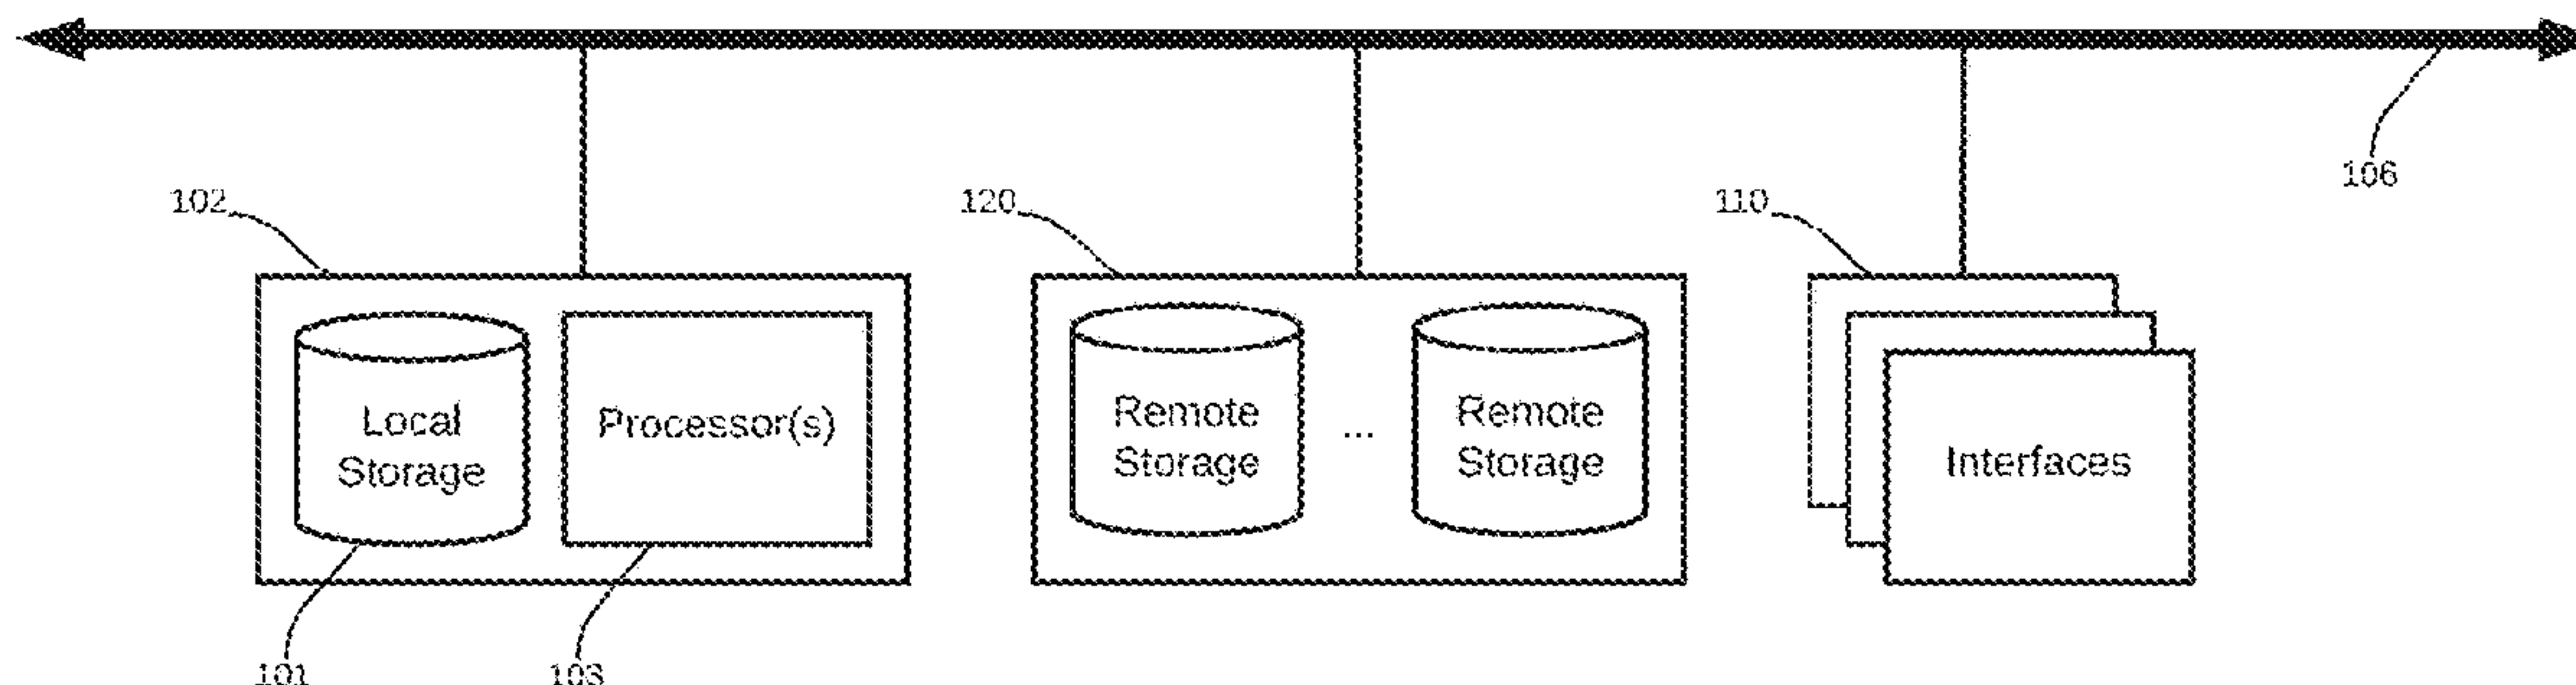 106
102
120
110
Local
Storage
Processor(s)
Remote
Storage
...
Remote
Storage
Interfaces
101
103